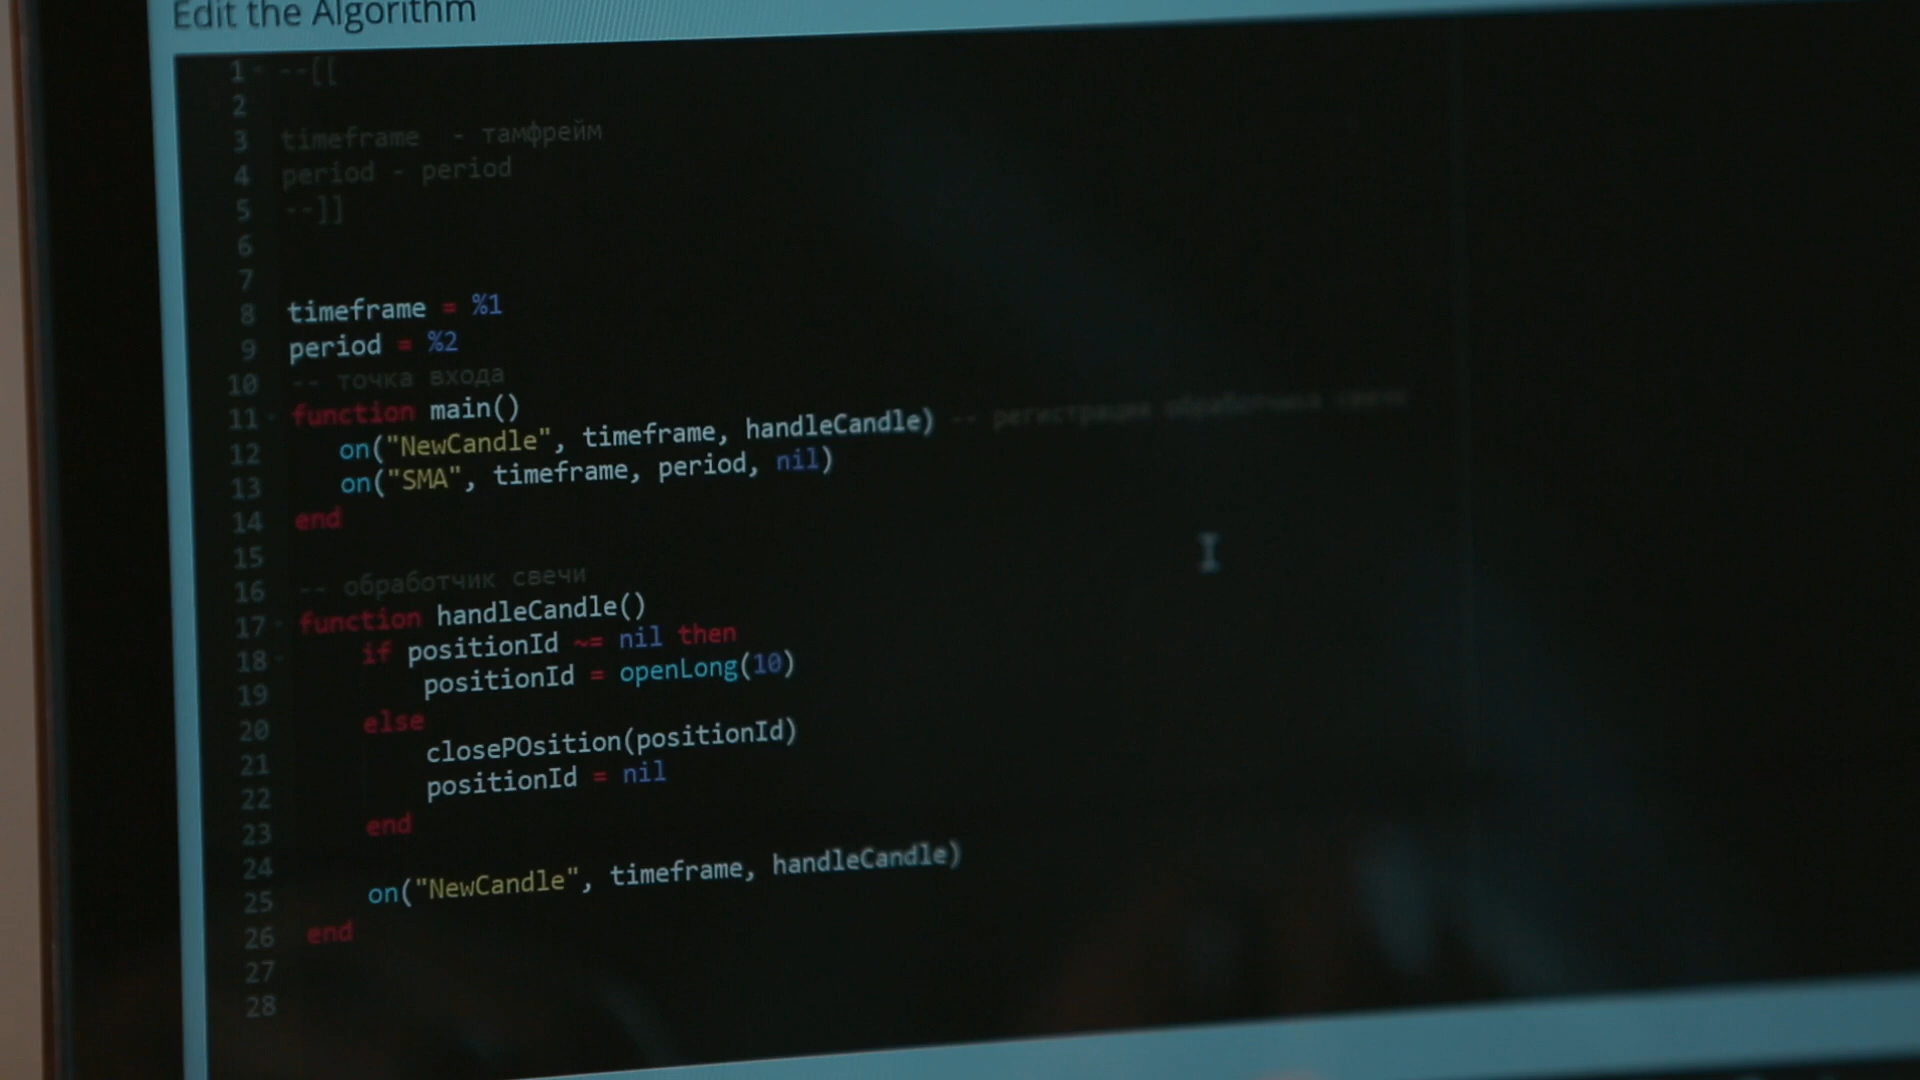 Edit the Algorithm
1 --[[
2
3 timeframe - тамфрейм
4 period - period
5 --]]
6
7
8 timeframe = %1
9 period = %2
10 -- точка входа
11 function main()
12 on("NewCandle", timeframe, handleCandle) -- регистрация обработчика свечи
13 on("SMA", timeframe, period, nil)
14 end
15
16 -- обработчик свечи
17 function handleCandle()
18 if positionId ~= nil then
19 positionId = openLong(10)
20 else
21 closePOsition(positionId)
22 positionId = nil
23 end
24
25 on("NewCandle", timeframe, handleCandle)
26 end
27
28